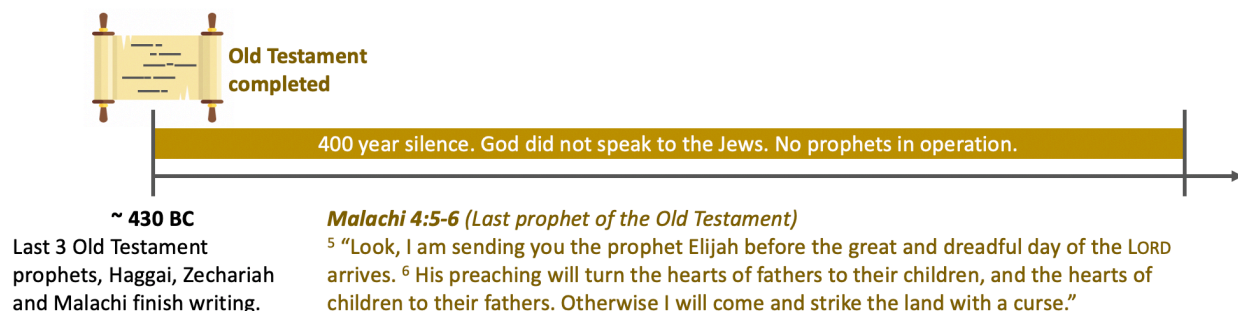 Old Testament
completed
400 year silence. God did not speak to the Jews. No prophets in operation.
~ 430 BC
Last 3 Old Testament
prophets, Haggai, Zechariah
and Malachi finish writing.
Malachi 4:5-6 (Last prophet of the Old Testament)
5 “Look, I am sending you the prophet Elijah before the great and dreadful day of the LORD
arrives. 6 His preaching will turn the hearts of fathers to their children, and the hearts of
children to their fathers. Otherwise I will come and strike the land with a curse.”